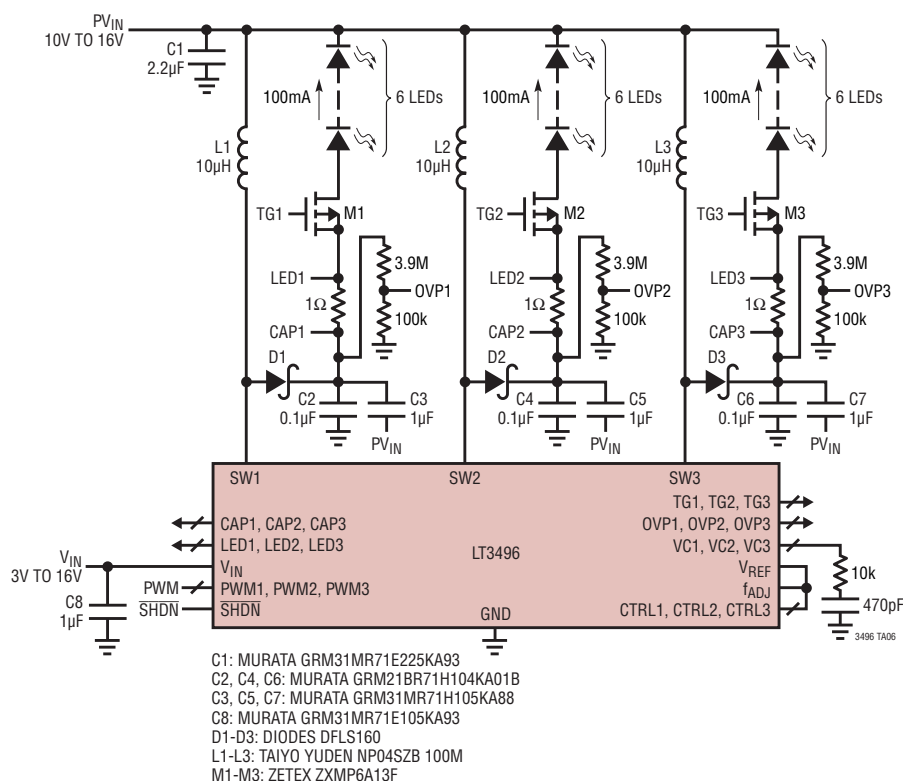 PVIN
10V TO 16V
C1
2.2µF
100mA
6 LEDs
100mA
6 LEDs
100mA
6 LEDs
L1
10µH
L2
10µH
L3
10µH
TG1
M1
TG2
M2
TG3
M3
LED1
1Ω
CAP1
3.9M
OVP1
100k
LED2
1Ω
CAP2
3.9M
OVP2
100k
LED3
1Ω
CAP3
3.9M
OVP3
100k
D1
C2
0.1µF
C3
1µF
PVIN
D2
C4
0.1µF
C5
1µF
PVIN
D3
C6
0.1µF
C7
1µF
PVIN
SW1
SW2
SW3
CAP1, CAP2, CAP3
LED1, LED2, LED3
VIN
PWM1, PWM2, PWM3
SHDN
LT3496
GND
TG1, TG2, TG3
OVP1, OVP2, OVP3
VC1, VC2, VC3
VREF
fADJ
CTRL1, CTRL2, CTRL3
VIN
3V TO 16V
C8
1µF
PWM
SHDN
10k
470pF
3496 TA06
C1: MURATA GRM31MR71E225KA93
C2, C4, C6: MURATA GRM21BR71H104KA01B
C3, C5, C7: MURATA GRM31MR71H105KA88
C8: MURATA GRM31MR71E105KA93
D1-D3: DIODES DFLS160
L1-L3: TAIYO YUDEN NP04SZB 100M
M1-M3: ZETEX ZXMP6A13F